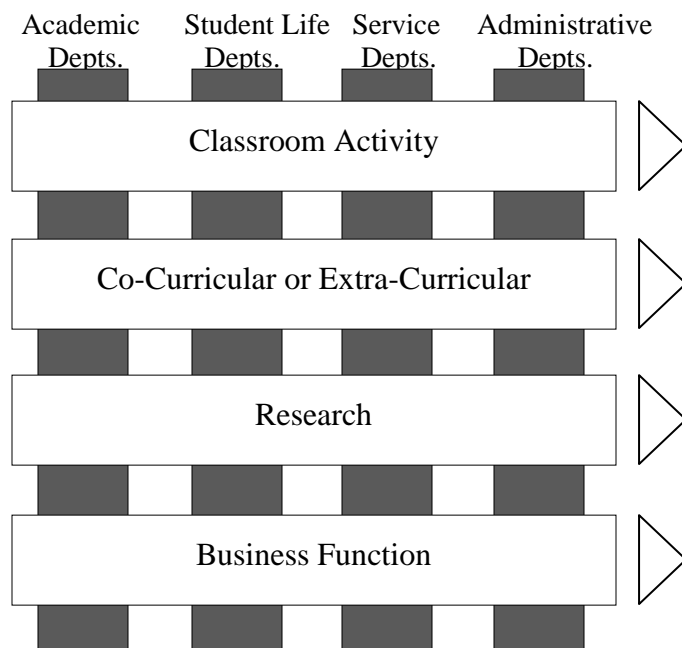 Academic Depts.
Student Life Depts.
Service Depts.
Administrative Depts.
Classroom Activity
Co-Curricular or Extra-Curricular
Research
Business Function